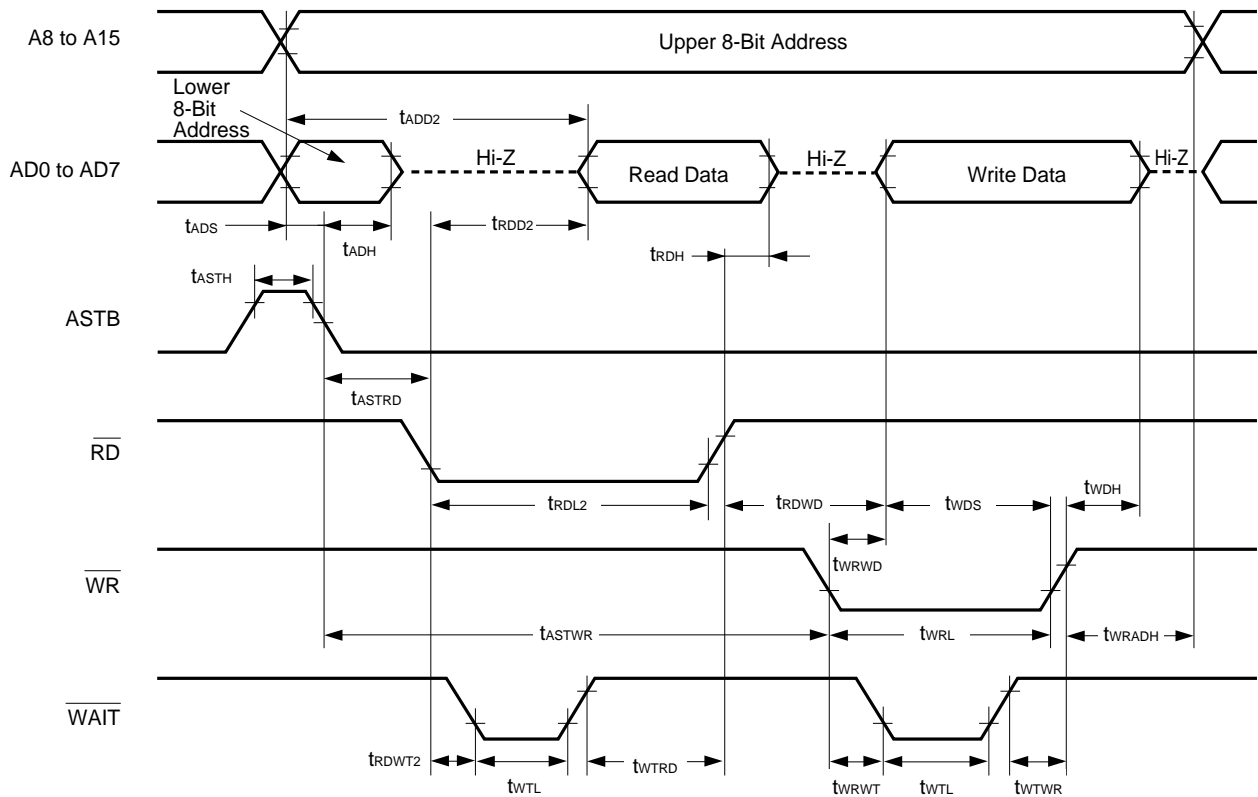 A8 to A15
Upper 8-Bit Address
Lower
8-Bit
Address
tADD2
AD0 to AD7
Hi-Z
Read Data
Hi-Z
Write Data
Hi-Z
tADS
tADH
tRDD2
tRDH
tASTH
ASTB
tASTRD
RD
tRDL2
tRDWD
tWDS
tWDH
WR
tWRWD
tASTWR
tWRL
tWRADH
WAIT
tRDWT2
tWTL
tWTRD
tWRWT
tWTL
tWTWR